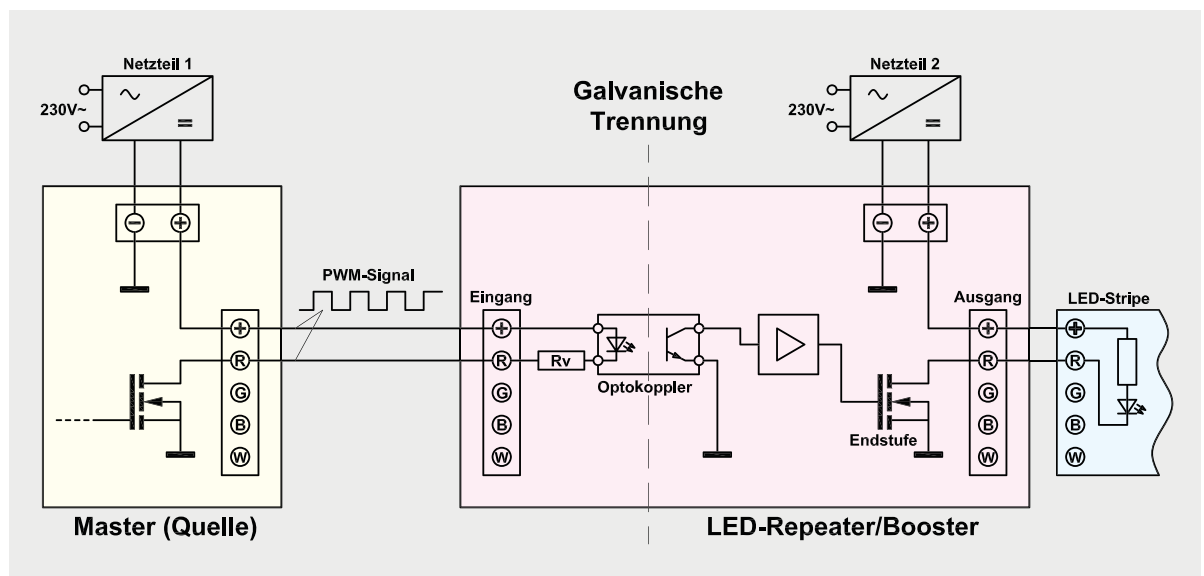 Netzteil 1
230V~
Netzteil 2
230V~
Galvanische
Trennung
PWM-Signal
Eingang
Ausgang
LED-Stripe
+
R
G
B
W
+
R
G
B
W
+
R
G
B
W
+
R
G
B
W
− +
− +
Rv
Optokoppler
Endstufe
Master (Quelle)
LED-Repeater/Booster